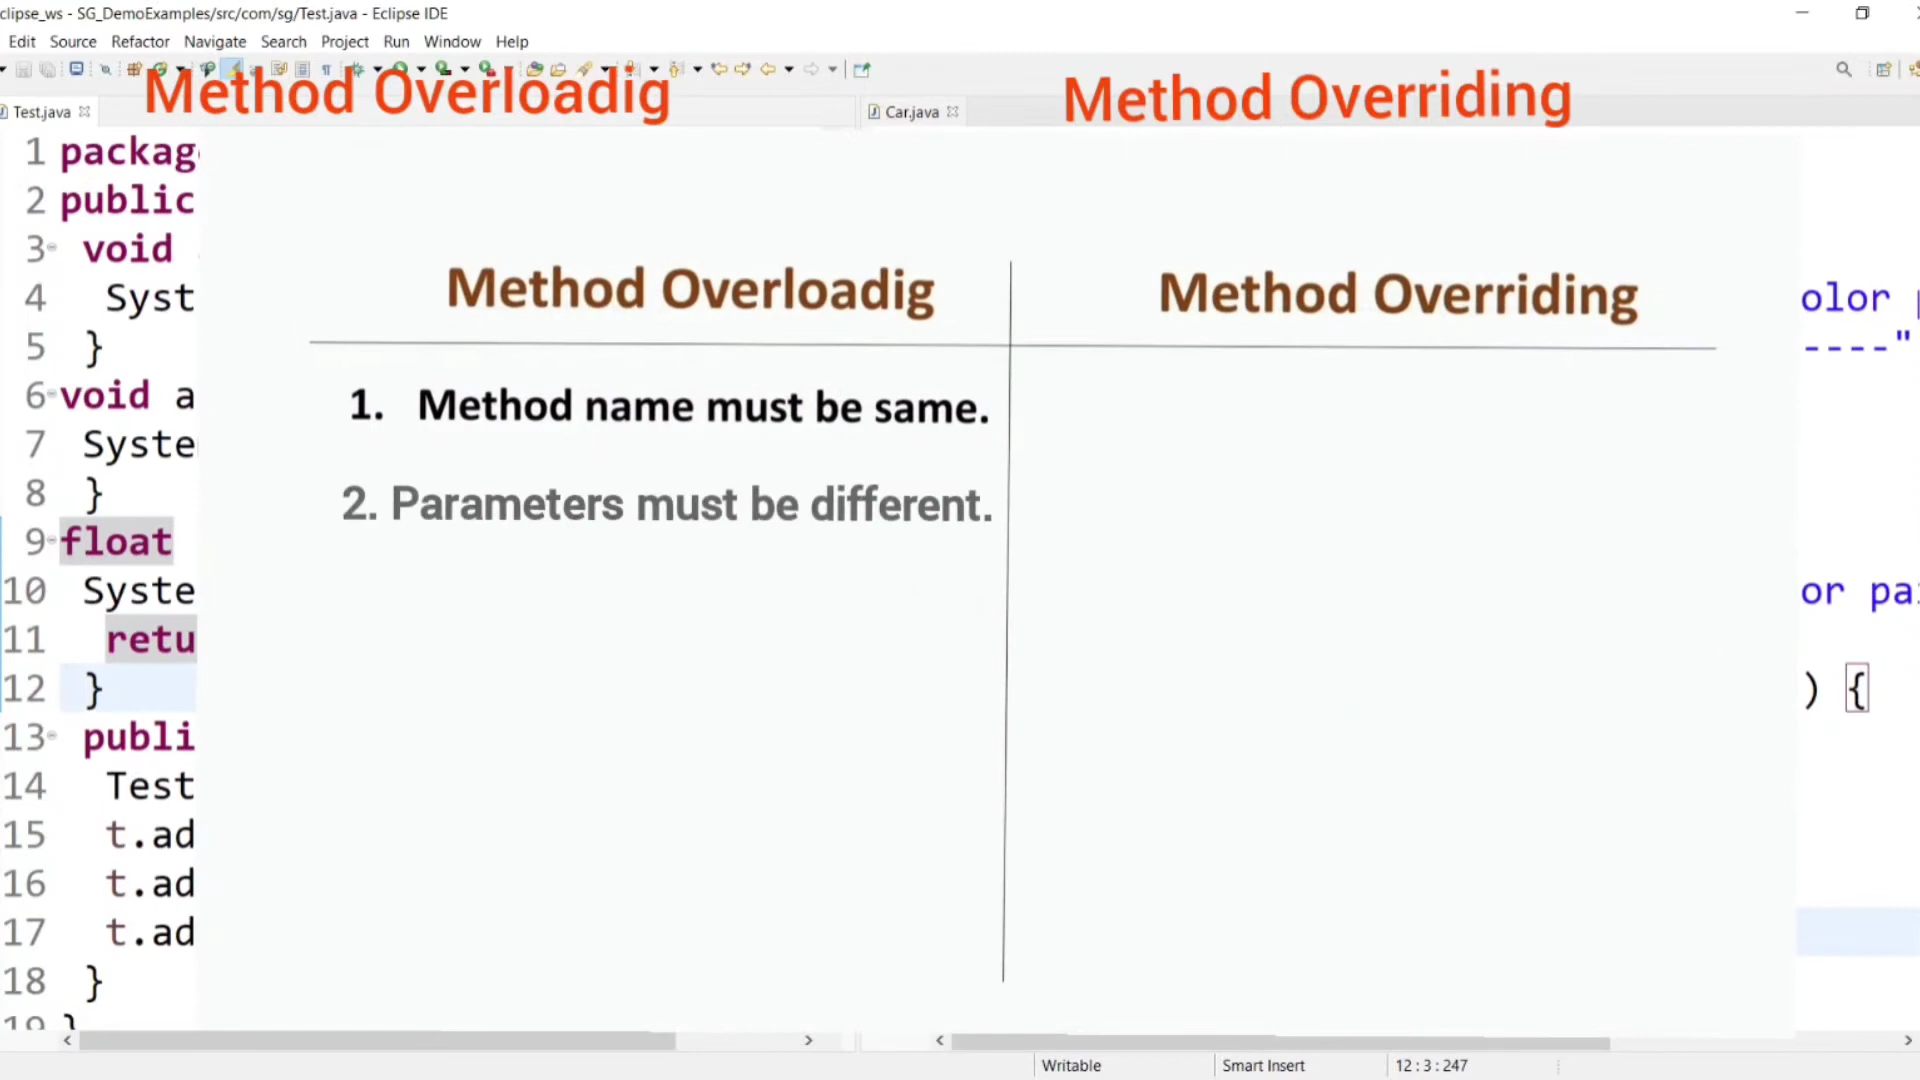 clipse_ws - SG_DemoExamples/src/com/sg/Test.java - Eclipse IDE
Edit Source Refactor Navigate Search Project Run Window Help
Method Overloadig
Method Overriding
Test.java
Car.java
1 packag
2 public
3 void
4 Syst
5 }
6 void a
7 Syste
8 }
9 float
10 Syste
11 retu
12 }
13 publi
14 Test
15 t.ad
16 t.ad
17 t.ad
18 }
19 }
Method Overloadig
Method Overriding
1. Method name must be same.
2. Parameters must be different.
olor
----"
or pa
) {
Writable Smart Insert 12 : 3 : 247